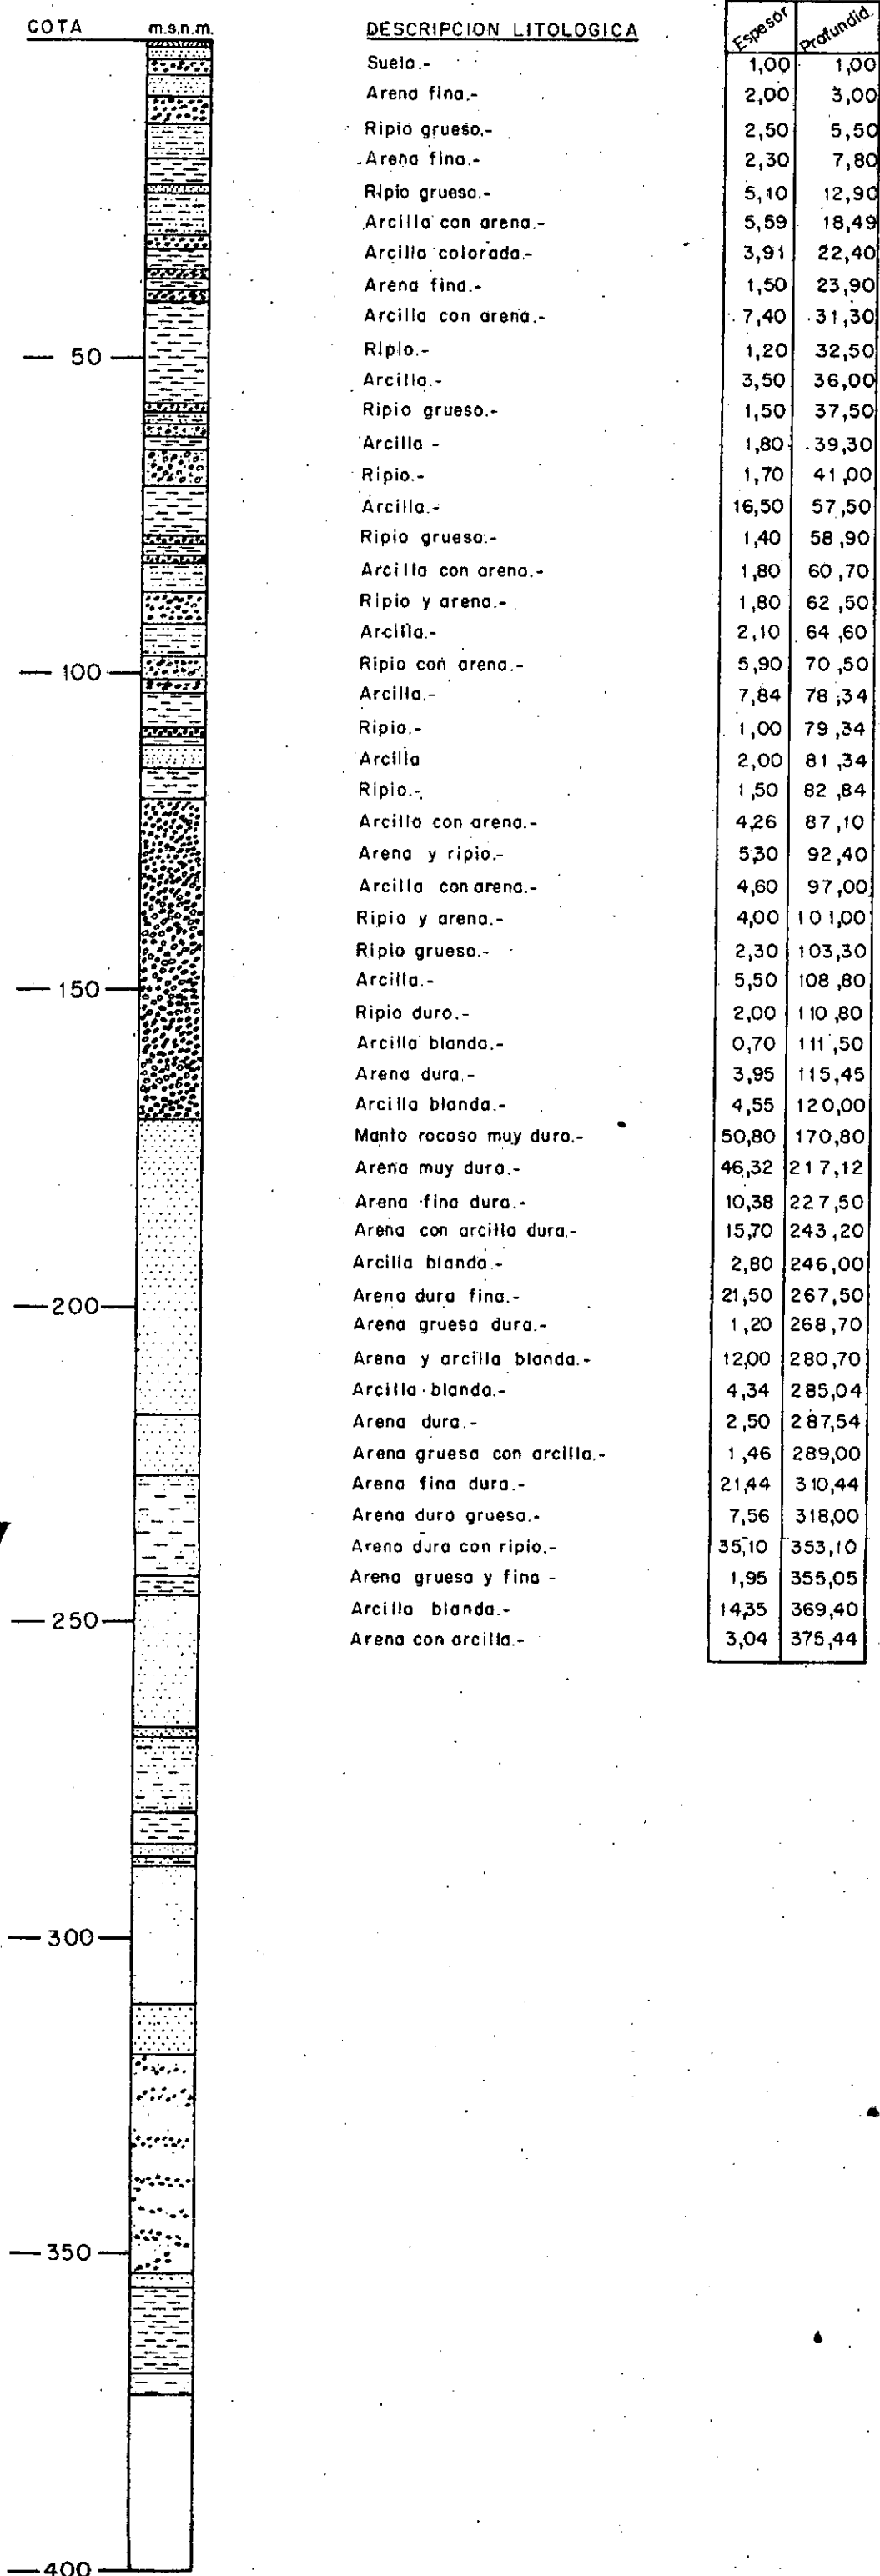 COTA m.s.n.m. DESCRIPCION LITOLOGICA Espesor Profundid.
Suelo.- 1,00 1,00
Arena fina.- 2,00 3,00
Ripio grueso.- 2,50 5,50
Arena fina.- 2,30 7,80
Ripio grueso.- 5,10 12,90
Arcilla con arena.- 5,59 18,49
Arcilla colorada.- 3,91 22,40
Arena fina.- 1,50 23,90
Arcilla con arena.- 7,40 31,30
Ripio.- 1,20 32,50
50
Arcilla.- 3,50 36,00
Ripio grueso.- 1,50 37,50
Arcilla - 1,80 39,30
Ripio.- 1,70 41,00
Arcilla.- 16,50 57,50
Ripio grueso.- 1,40 58,90
Arcilla con arena.- 1,80 60,70
Ripio y arena.- 1,80 62,50
Arcilla.- 2,10 64,60
Ripio con arena.- 5,90 70,50
100
Arcilla.- 7,84 78,34
Ripio.- 1,00 79,34
Arcilla 2,00 81,34
Ripio.- 1,50 82,84
Arcilla con arena.- 4,26 87,10
Arena y ripio.- 5,30 92,40
Arcilla con arena.- 4,60 97,00
Ripio y arena.- 4,00 101,00
Ripio grueso.- 2,30 103,30
Arcilla.- 5,50 108,80
150
Ripio duro.- 2,00 110,80
Arcilla blanda.- 0,70 111,50
Arena dura.- 3,95 115,45
Arcilla blanda.- 4,55 120,00
Manto rocoso muy duro.- 50,80 170,80
Arena muy dura.- 46,32 217,12
Arena fina dura.- 10,38 227,50
Arena con arcilla dura.- 15,70 243,20
Arcilla blanda.- 2,80 246,00
Arena dura fina.- 21,50 267,50
200
Arena gruesa dura.- 1,20 268,70
Arena y arcilla blanda.- 12,00 280,70
Arcilla blanda.- 4,34 285,04
Arena dura.- 2,50 287,54
Arena gruesa con arcilla.- 1,46 289,00
Arena fina dura.- 21,44 310,44
Arena dura gruesa.- 7,56 318,00
Arena dura con ripio.- 35,10 353,10
Arena gruesa y fina - 1,95 355,05
Arcilla blanda.- 14,35 369,40
250
Arena con arcilla.- 3,04 375,44
300
350
400